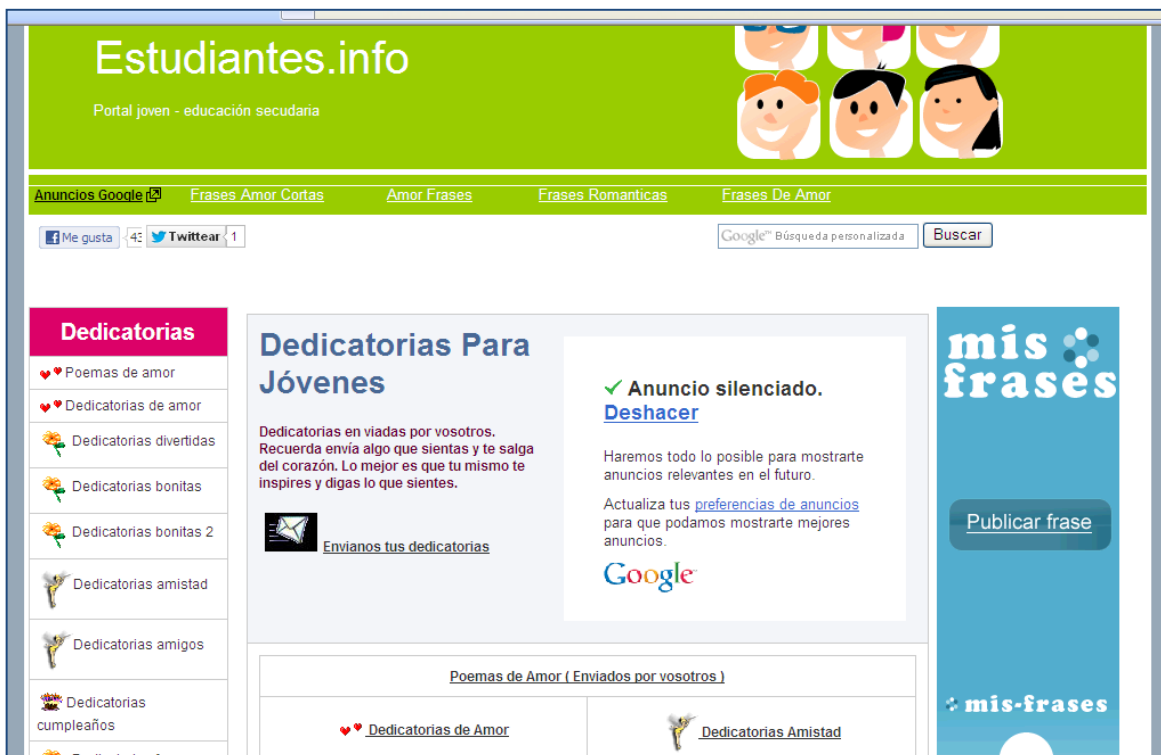 Estudiantes.info
Portal joven - educación secudaria
Anuncios Google Frases Amor Cortas Amor Frases Frases Romanticas Frases De Amor
Me gusta 43 Twittear 1 Google™ Búsqueda personalizada Buscar
Dedicatorias
Poemas de amor
Dedicatorias de amor
Dedicatorias divertidas
Dedicatorias bonitas
Dedicatorias bonitas 2
Dedicatorias amistad
Dedicatorias amigos
Dedicatorias
cumpleaños
Dedicatorias Para
Jóvenes
Dedicatorias en viadas por vosotros.
Recuerda envía algo que sientas y te salga
del corazón. Lo mejor es que tu mismo te
inspires y digas lo que sientes.
Envianos tus dedicatorias
Anuncio silenciado.
Deshacer
Haremos todo lo posible para mostrarte
anuncios relevantes en el futuro.
Actualiza tus preferencias de anuncios
para que podamos mostrarte mejores
anuncios.
Google
Poemas de Amor ( Enviados por vosotros )
Dedicatorias de Amor Dedicatorias Amistad
mis
frases
Publicar frase
mis-frases